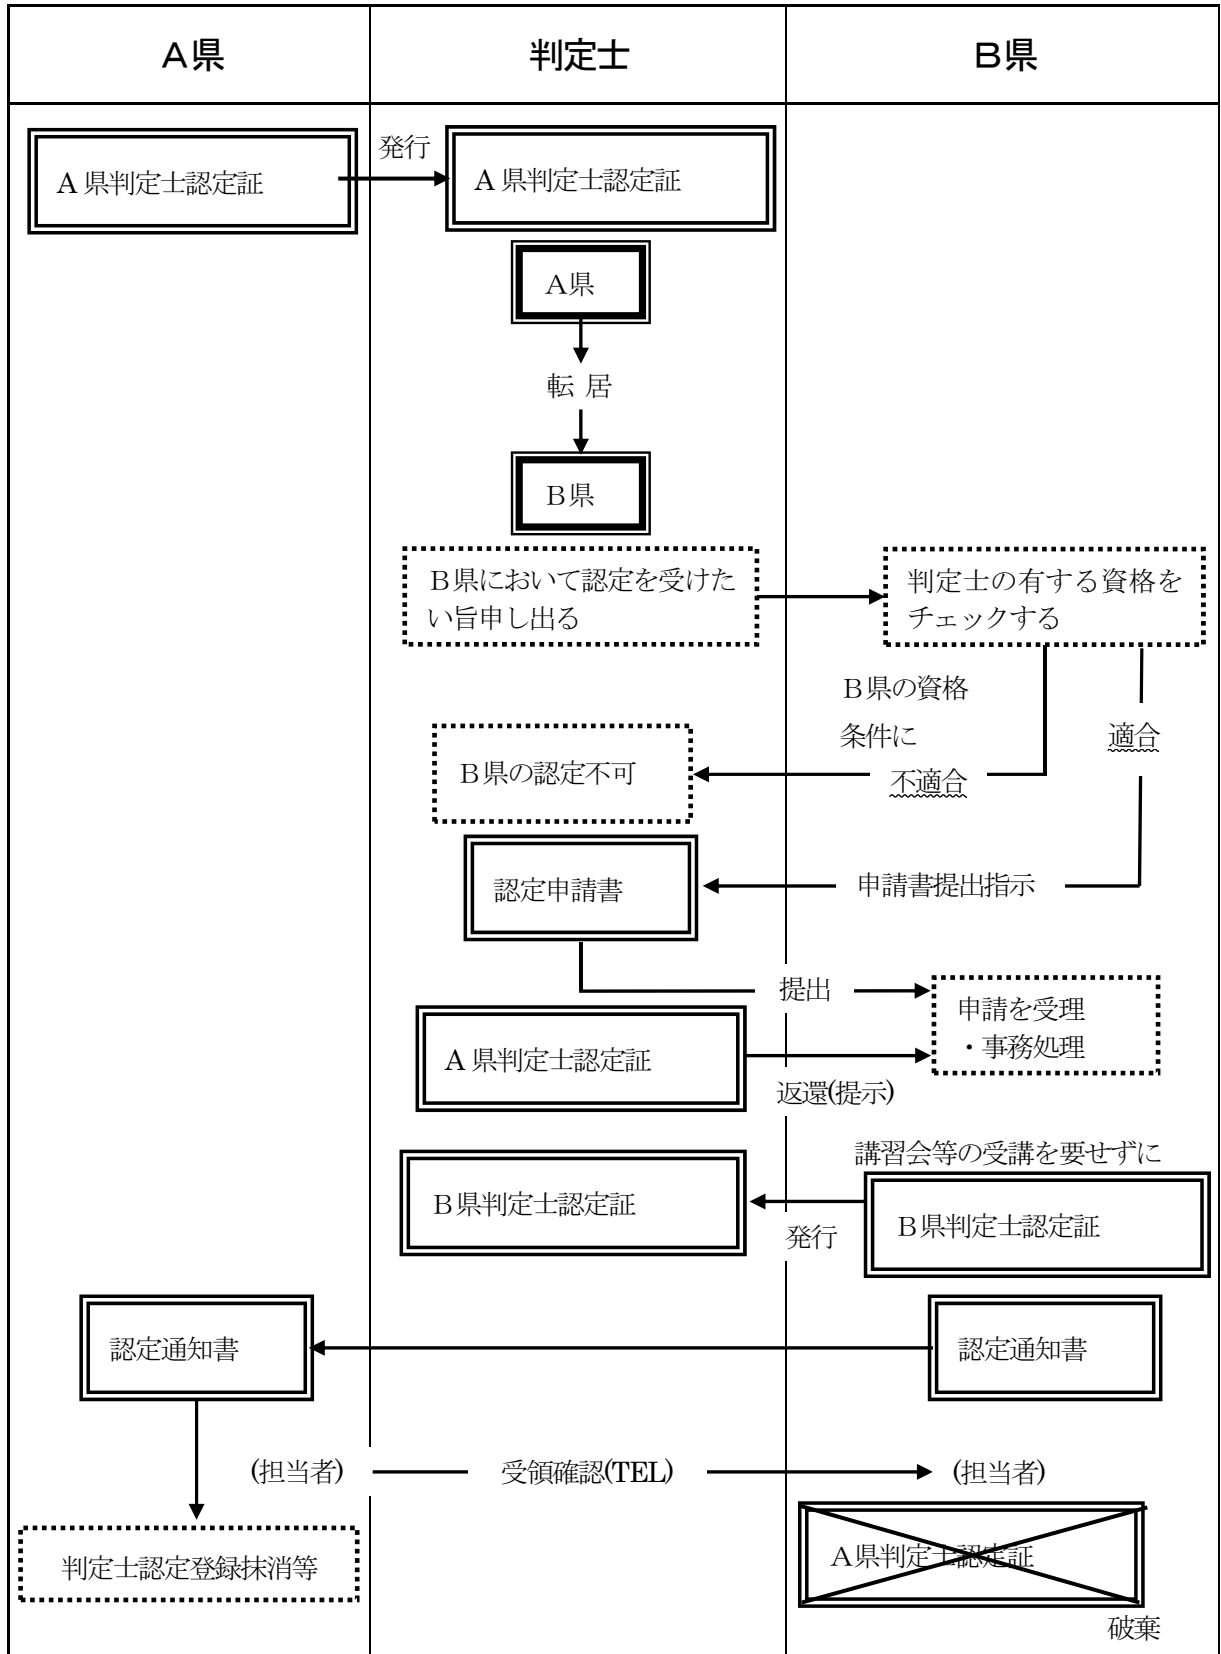 A県
判定士
B県
A 県判定士認定証
発行
A 県判定士認定証
A県
転 居
B県
B県において認定を受けた
い旨申し出る
判定士の有する資格を
チェックする
B県の資格
条件に
適合
B県の認定不可
不適合
認定申請書
申請書提出指示
提出
申請を受理
・事務処理
A 県判定士認定証
返還(提示)
講習会等の受講を要せずに
B県判定士認定証
発行
B県判定士認定証
認定通知書
認定通知書
(担当者)
受領確認(TEL)
(担当者)
判定士認定登録抹消等
A県判定士認定証
破棄